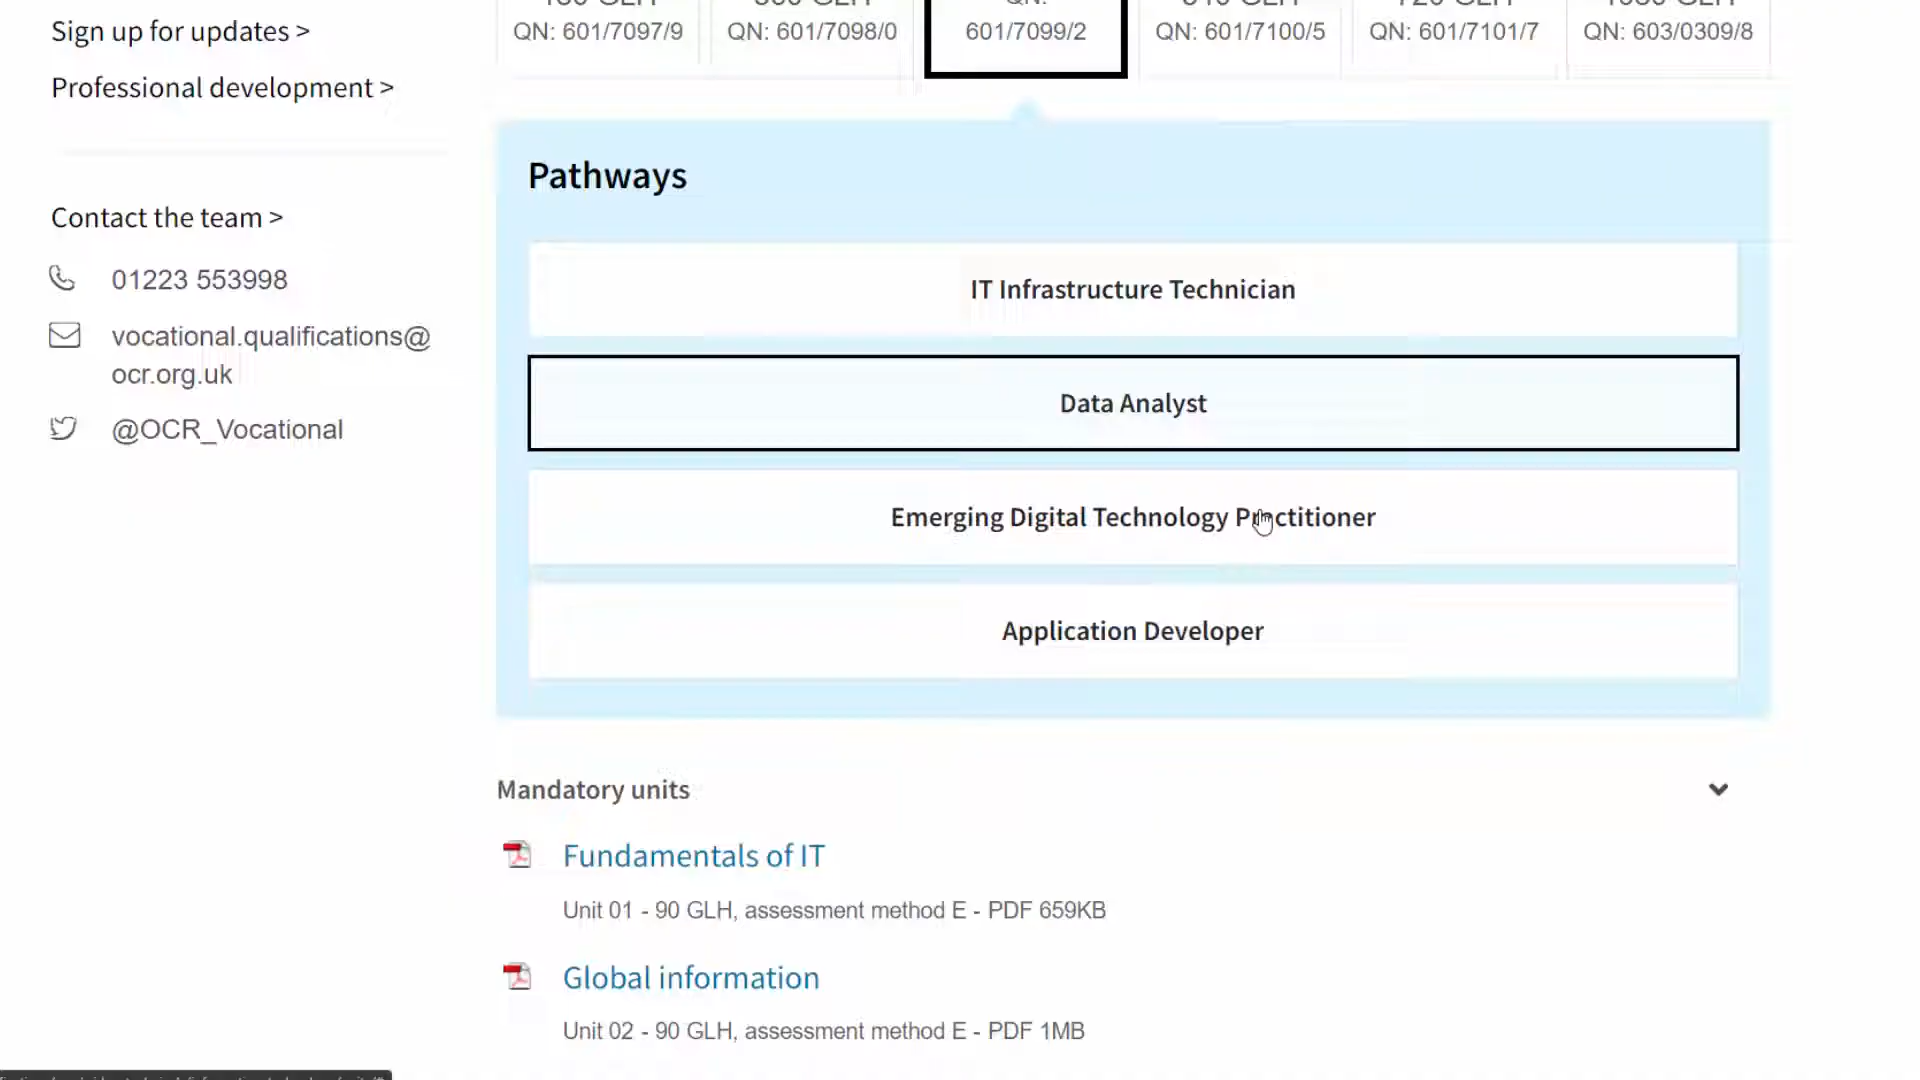 Sign up for updates >
Professional development >
Contact the team >
01223 553998
vocational.qualifications@
ocr.org.uk
@OCR_Vocational
QN: 601/7097/9
QN: 601/7098/0
QN:
601/7099/2
QN: 601/7100/5
QN: 601/7101/7
QN: 603/0309/8
Pathways
IT Infrastructure Technician
Data Analyst
Emerging Digital Technology Practitioner
Application Developer
Mandatory units
Fundamentals of IT
Unit 01 - 90 GLH, assessment method E - PDF 659KB
Global information
Unit 02 - 90 GLH, assessment method E - PDF 1MB